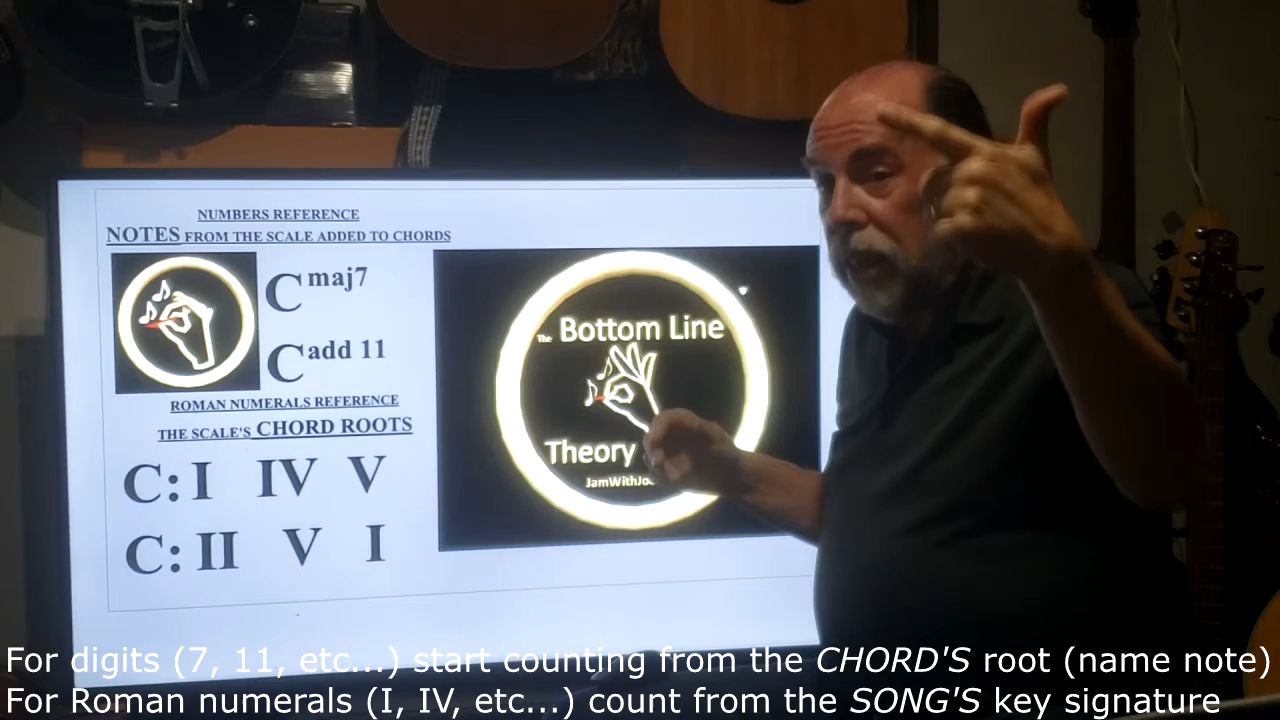 NUMBERS REFERENCE
NOTES FROM THE SCALE ADDED TO CHORDS
C maj7
C add 11
ROMAN NUMERALS REFERENCE
THE SCALE'S CHORD ROOTS
C: I IV V
C: II V I
The Bottom Line
Theory
For digits (7, 11, etc...) start counting from the CHORD'S root (name note)
For Roman numerals (I, IV, etc...) count from the SONG'S key signature